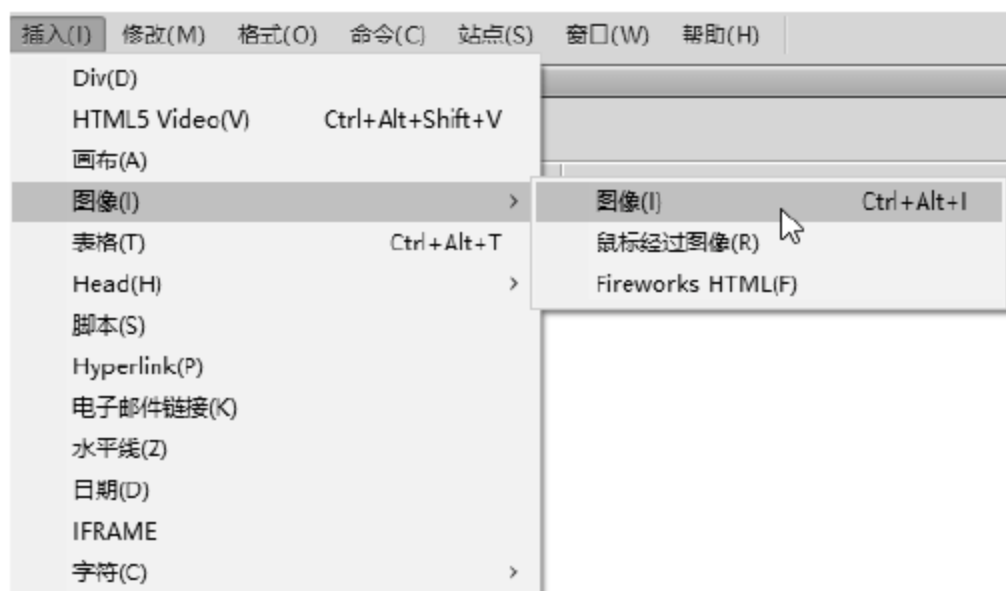 插入(I) 修改(M) 格式(O) 命令(C) 站点(S) 窗口(W) 帮助(H)
Div(D)
HTML5 Video(V) Ctrl+Alt+Shift+V
画布(A)
图像(I) >
图像(I) Ctrl+Alt+I
表格(T) Ctrl+Alt+T
鼠标经过图像(R)
Head(H) >
Fireworks HTML(F)
脚本(S)
Hyperlink(P)
电子邮件链接(K)
水平线(Z)
日期(D)
IFRAME
字符(C) >